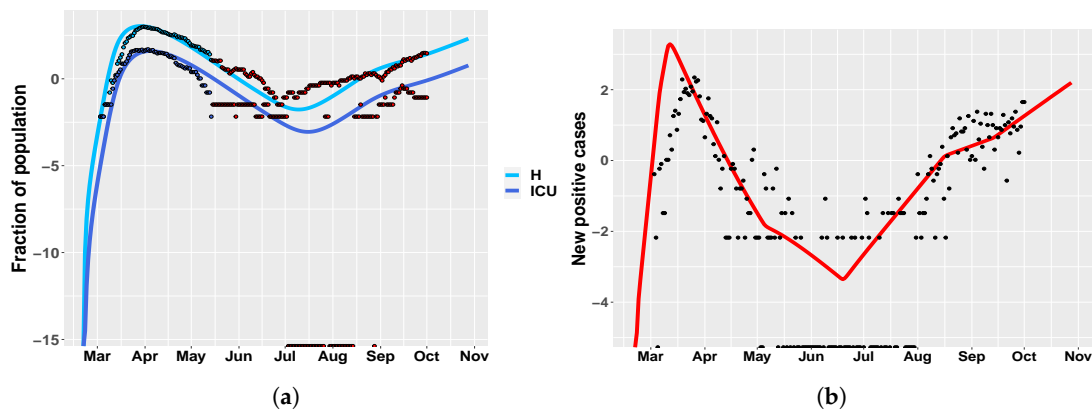 Fraction of population
0
−5
−10
−15
Mar Apr May Jun Jul Aug Sep Oct Nov
H
ICU
(a)
New positive cases
2
0
−2
−4
Mar Apr May Jun Jul Aug Sep Oct Nov
(b)